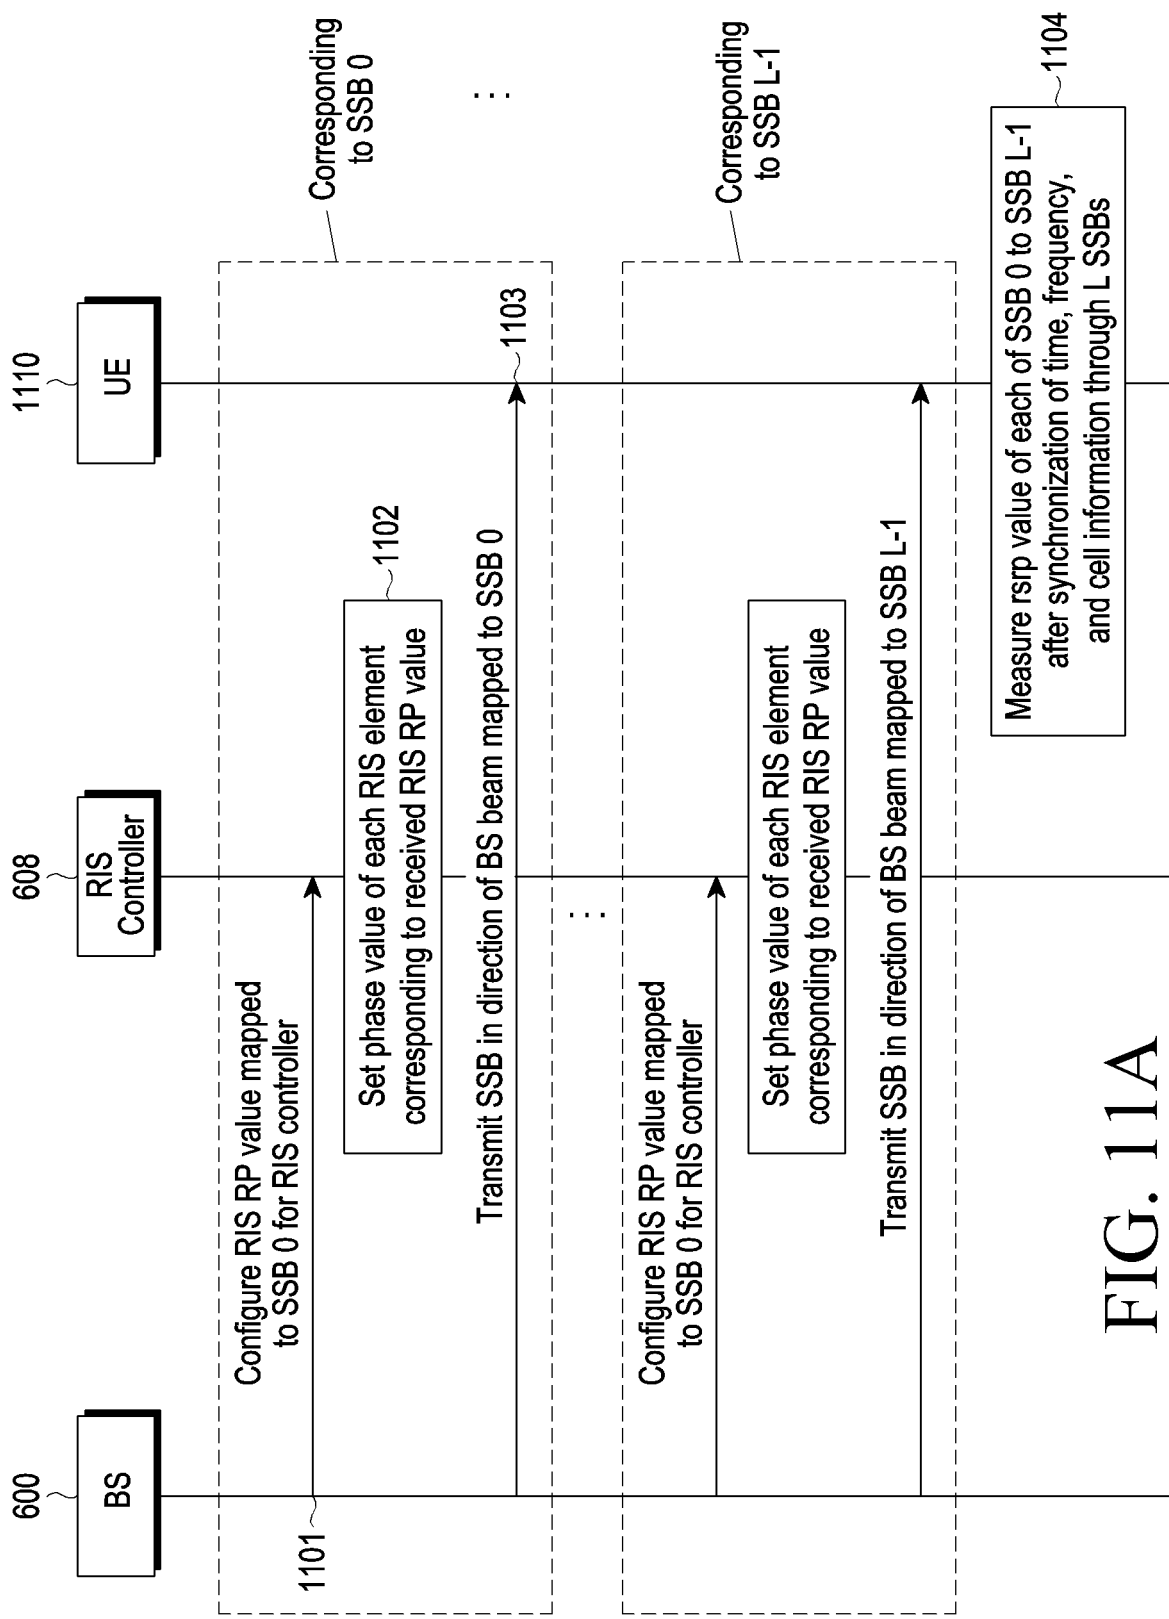 600
BS
608
RIS
Controller
1110
UE
1101
Configure RIS RP value mapped
to SSB 0 for RIS controller
Set phase value of each RIS element
corresponding to received RIS RP value
1102
Transmit SSB in direction of BS beam mapped to SSB 0
1103
Corresponding
to SSB 0
...
...
Configure RIS RP value mapped
to SSB 0 for RIS controller
Set phase value of each RIS element
corresponding to received RIS RP value
Transmit SSB in direction of BS beam mapped to SSB L-1
Corresponding
to SSB L-1
Measure rsrp value of each of SSB 0 to SSB L-1
after synchronization of time, frequency,
and cell information through L SSBs
1104
FIG. 11A